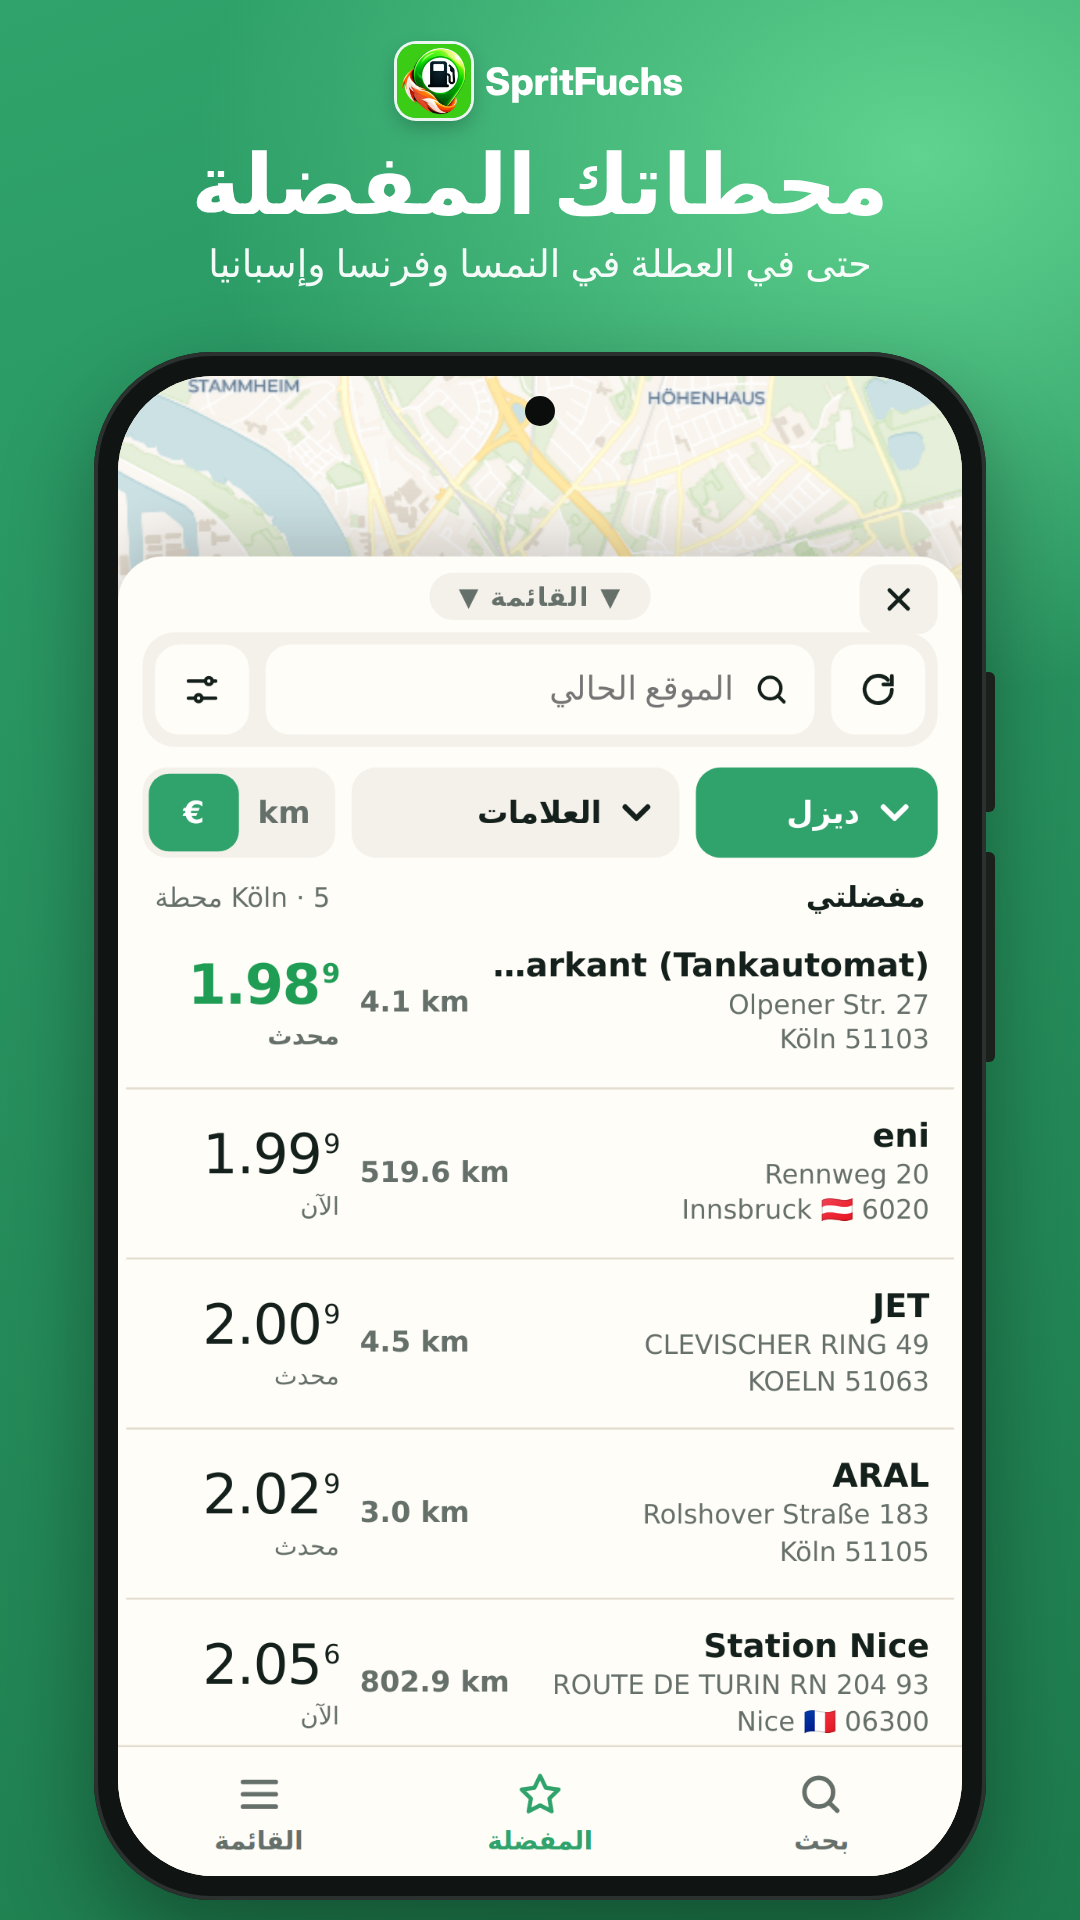 SpritFuchs
محطاتك المفضلة
حتى في العطلة في النمسا وفرنسا وإسبانيا
STAMMHEIM
HÖHENHAUS
▼ القائمة ▼
الموقع الحالي
ديزل
العلامات
km
€
مفضلتي
Köln · 5 محطة
...arkant (Tankautomat)
Olpener Str. 27
Köln 51103
4.1 km
1.98⁹
محدث
eni
Rennweg 20
Innsbruck 🇦🇹 6020
519.6 km
1.99⁹
الآن
JET
CLEVISCHER RING 49
KOELN 51063
4.5 km
2.00⁹
محدث
ARAL
Rolshover Straße 183
Köln 51105
3.0 km
2.02⁹
محدث
Station Nice
ROUTE DE TURIN RN 204 93
Nice 🇫🇷 06300
802.9 km
2.05⁶
الآن
بحث
المفضلة
القائمة